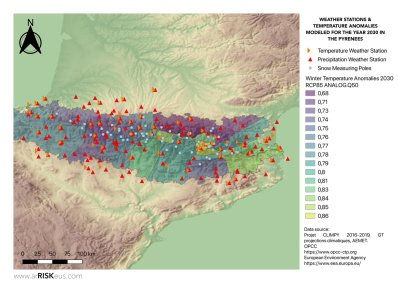 WEATHER STATIONS &
TEMPERATURE ANOMALIES
MODELED FOR THE YEAR 2030 IN
THE PYRENEES
Temperature Weather Station
Precipitation Weather Station
Snow Measuring Poles
Winter Temperature Anomalies 2030
RCP85 ANALOG.Q50
0,68
0,71
0,73
0,74
0,75
0,76
0,77
0,78
0,79
0,8
0,81
0,83
0,84
0,85
0,86
Data source:
Projet CLIMPY 2016-2019. GT
projections climatiques, AEMET.
OPCC
https://www.opcc-ctp.org
European Environment Agency
https://www.eea.europa.eu/
N
0 25 50 75 100 km
www.arRISKeus.com